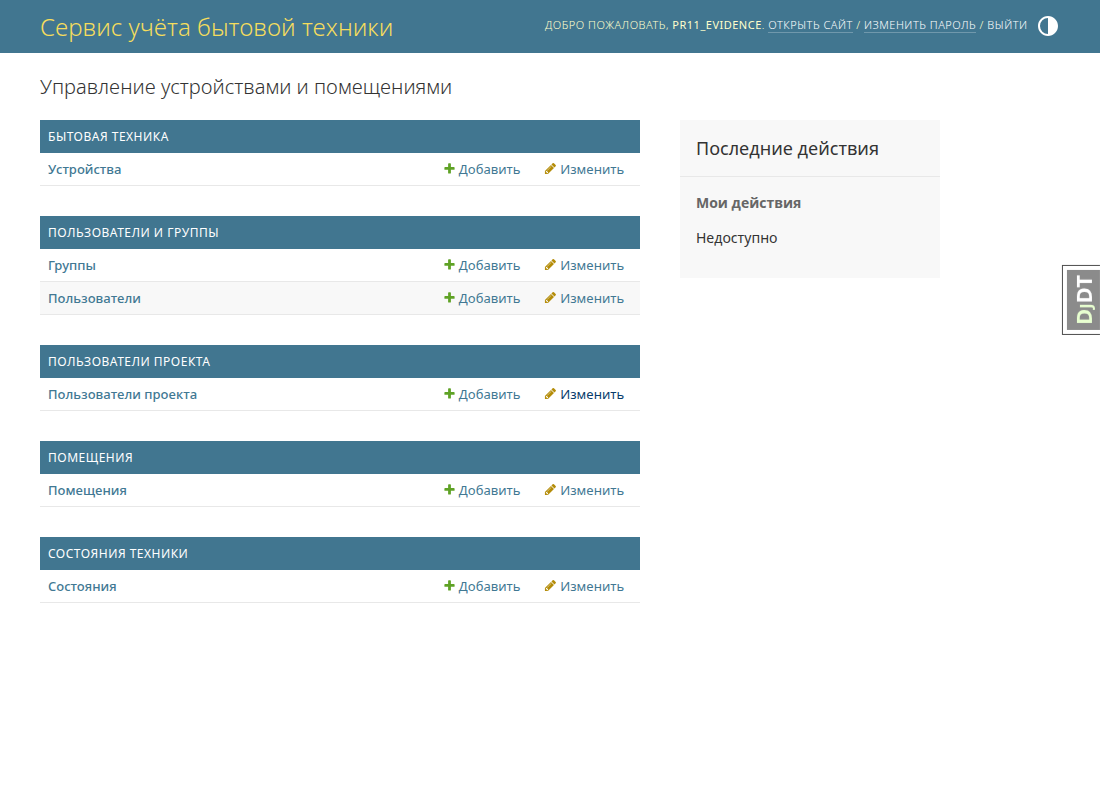 Сервис учёта бытовой техники
ДОБРО ПОЖАЛОВАТЬ, PR11_EVIDENCE. ОТКРЫТЬ САЙТ / ИЗМЕНИТЬ ПАРОЛЬ / ВЫЙТИ
Управление устройствами и помещениями
БЫТОВАЯ ТЕХНИКА
Устройства Добавить Изменить
ПОЛЬЗОВАТЕЛИ И ГРУППЫ
Группы Добавить Изменить
Пользователи Добавить Изменить
ПОЛЬЗОВАТЕЛИ ПРОЕКТА
Пользователи проекта Добавить Изменить
ПОМЕЩЕНИЯ
Помещения Добавить Изменить
СОСТОЯНИЯ ТЕХНИКИ
Состояния Добавить Изменить
Последние действия
Мои действия
Недоступно
DjDT